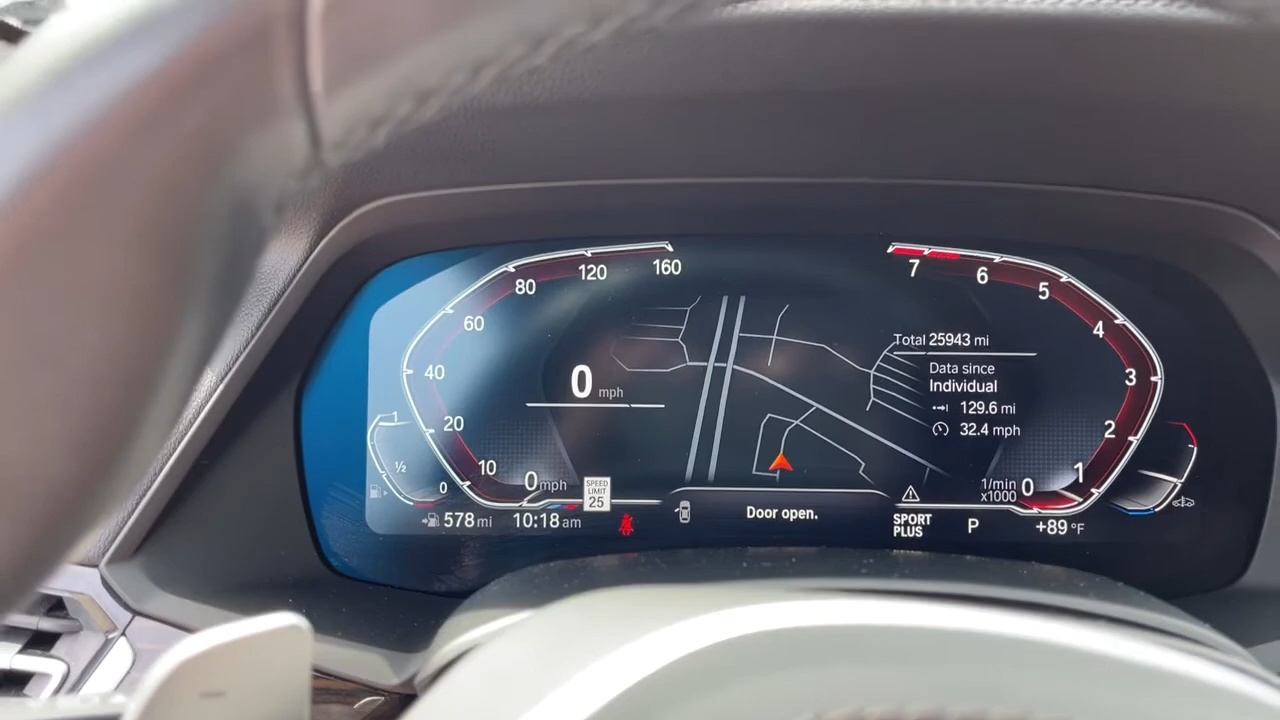 160
120
80
60
40
20
10
0 mph
0 mph
7
6
5
4
3
2
1
0
1/min
x1000
Total 25943 mi
Data since
Individual
129.6 mi
32.4 mph
1
½
0
SPEED
LIMIT
25
578 mi
10:18 am
Door open.
SPORT
PLUS
P
+89 °F